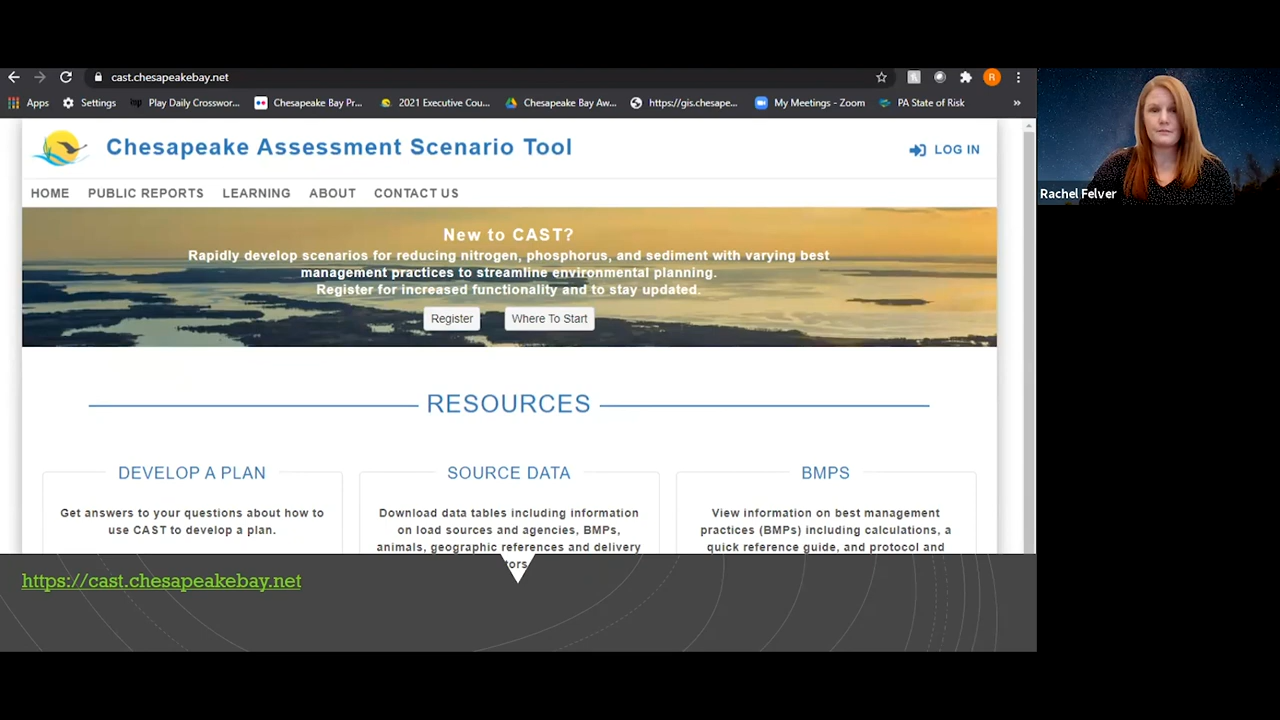 cast.chesapeakebay.net
R
Apps
Settings
Play Daily Crosswor...
Chesapeake Bay Pr...
2021 Executive Cou...
Chesapeake Bay Aw...
https://gis.chesape...
My Meetings - Zoom
PA State of Risk
»
Chesapeake Assessment Scenario Tool
LOG IN
HOME PUBLIC REPORTS LEARNING ABOUT CONTACT US
New to CAST?
Rapidly develop scenarios for reducing nitrogen, phosphorus, and sediment with varying best
management practices to streamline environmental planning.
Register for increased functionality and to stay updated.
Register
Where To Start
RESOURCES
DEVELOP A PLAN
Get answers to your questions about how to
use CAST to develop a plan.
SOURCE DATA
Download data tables including information
on load sources and agencies, BMPs,
animals, geographic references and delivery
tors.
BMPS
View information on best management
practices (BMPs) including calculations, a
quick reference guide, and protocol and
https://cast.chesapeakebay.net
Rachel Felver